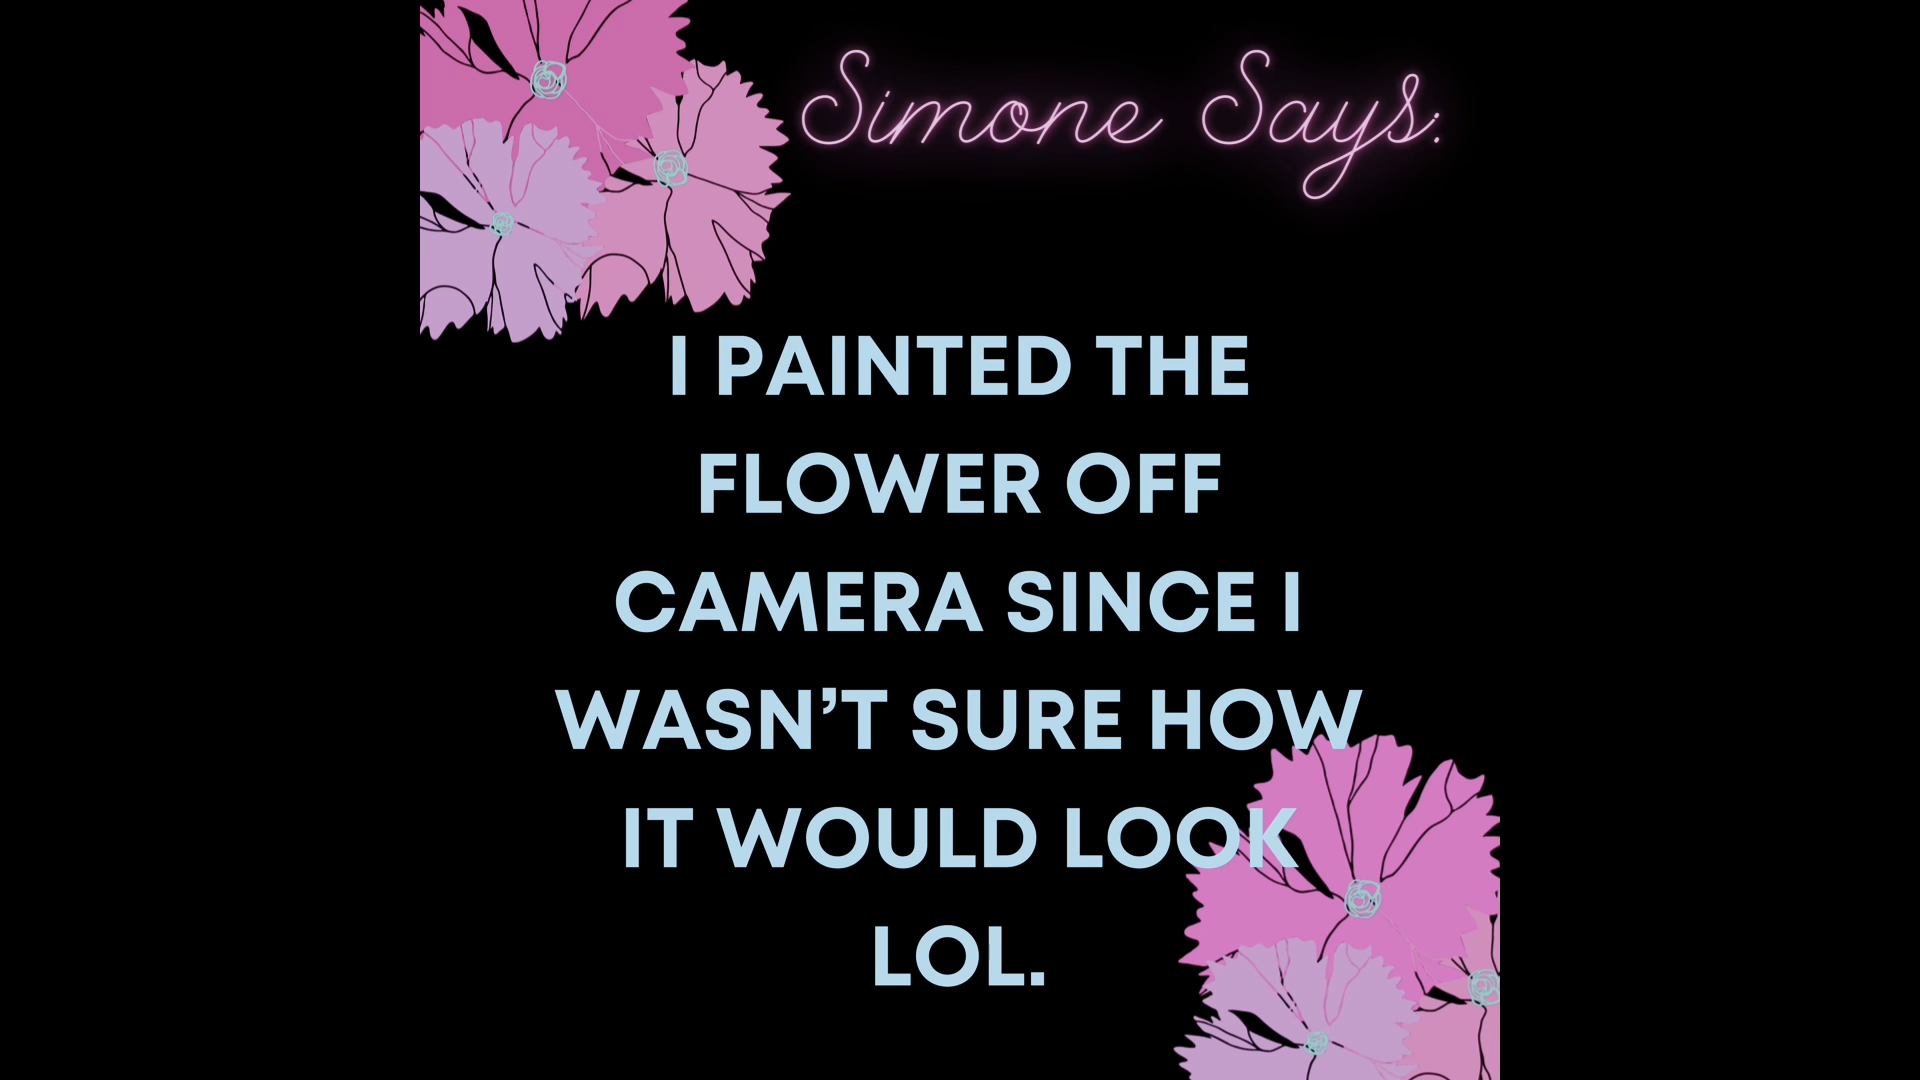 Simone Says:
I PAINTED THE
FLOWER OFF
CAMERA SINCE I
WASN’T SURE HOW
IT WOULD LOOK
LOL.